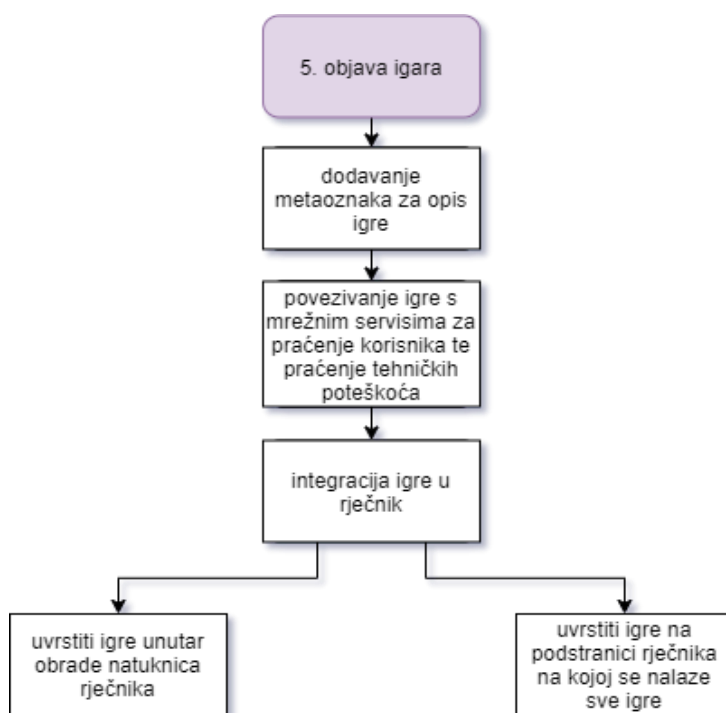 5. objava igara
dodavanje
metaoznaka za opis
igre
povezivanje igre s
mrežnim servisima za
praćenje korisnika te
praćenje tehničkih
poteškoća
integracija igre u
rječnik
uvrstiti igre unutar
obrade natuknica
rječnika
uvrstiti igre na
podstranici rječnika
na kojoj se nalaze
sve igre